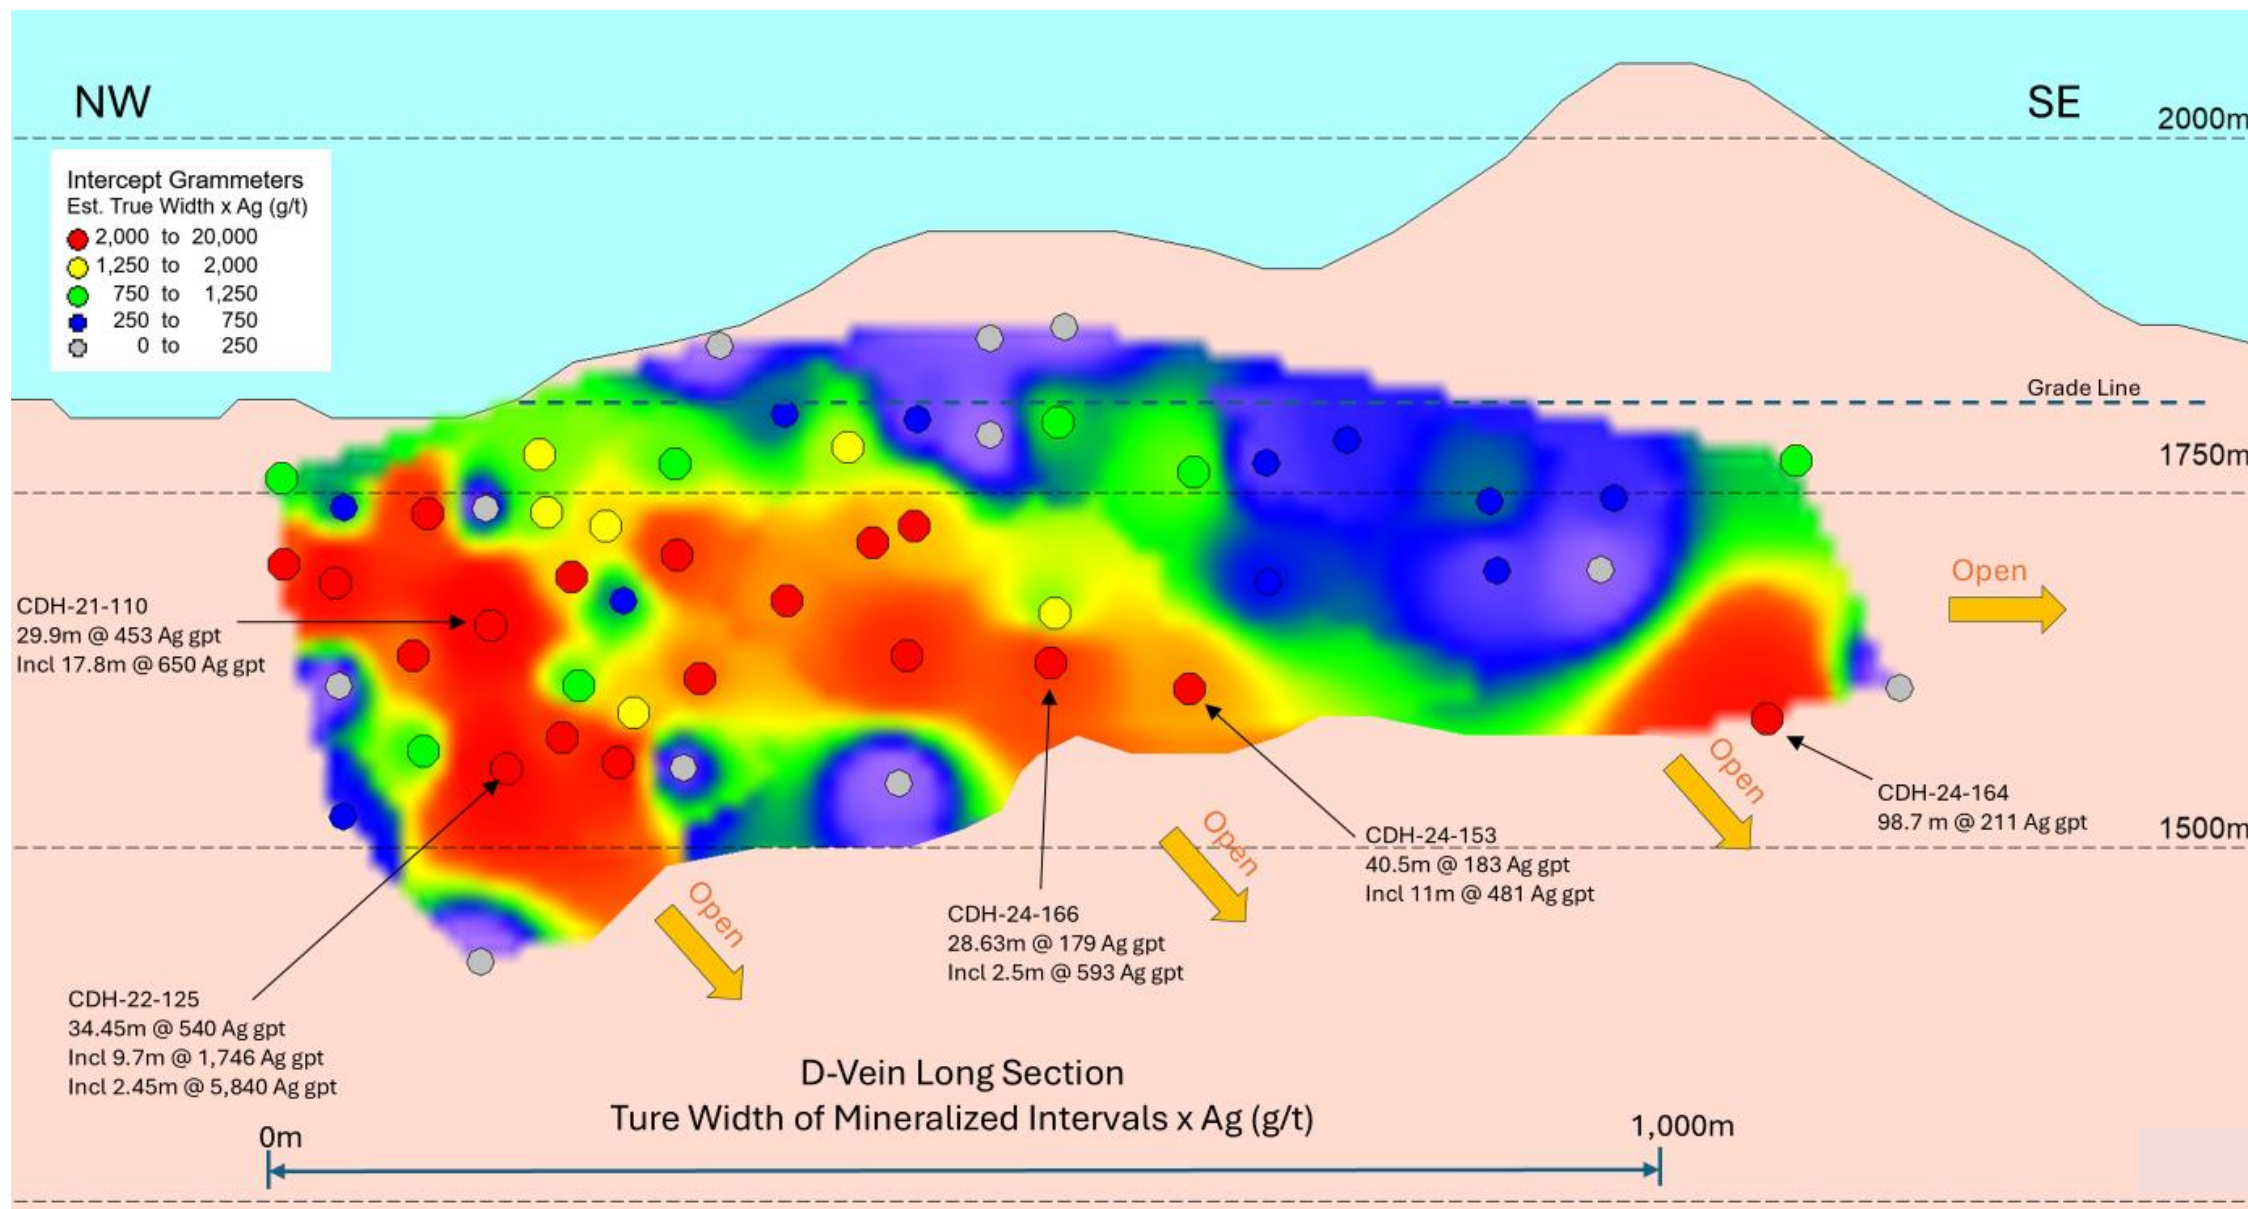 NW
SE
2000m
Intercept Grammeters
Est. True Width x Ag (g/t)
2,000 to 20,000
1,250 to 2,000
750 to 1,250
250 to 750
0 to 250
Grade Line
1750m
Open
CDH-21-110
29.9m @ 453 Ag gpt
Incl 17.8m @ 650 Ag gpt
Open
CDH-24-164
98.7 m @ 211 Ag gpt
1500m
Open
CDH-24-153
40.5m @ 183 Ag gpt
Incl 11m @ 481 Ag gpt
Open
CDH-24-166
28.63m @ 179 Ag gpt
Incl 2.5m @ 593 Ag gpt
CDH-22-125
34.45m @ 540 Ag gpt
Incl 9.7m @ 1,746 Ag gpt
Incl 2.45m @ 5,840 Ag gpt
D-Vein Long Section
Ture Width of Mineralized Intervals x Ag (g/t)
0m
1,000m